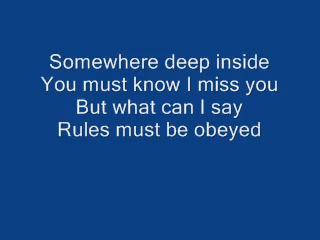 Somewhere deep inside
You must know I miss you
But what can I say
Rules must be obeyed